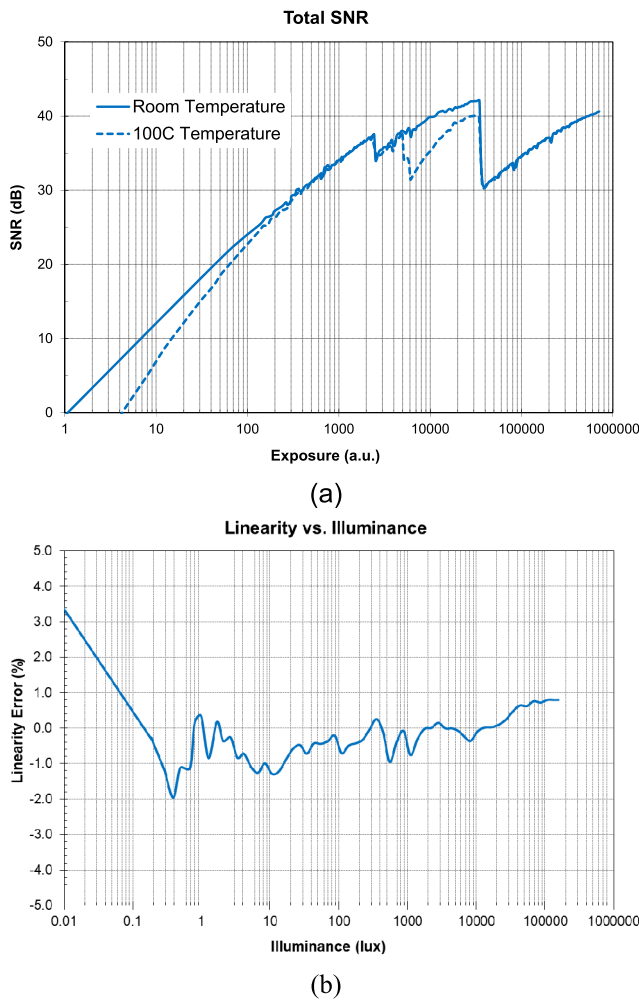 Total SNR
50
40
30
20
10
0
SNR (dB)
Room Temperature
100C Temperature
1 10 100 1000 10000 100000 1000000
Exposure (a.u.)
(a)
Linearity vs. Illuminance
5.0
4.0
3.0
2.0
1.0
0.0
-1.0
-2.0
-3.0
-4.0
-5.0
Linearity Error (%)
0.01 0.1 1 10 100 1000 10000 100000 1000000
Illuminance (lux)
(b)